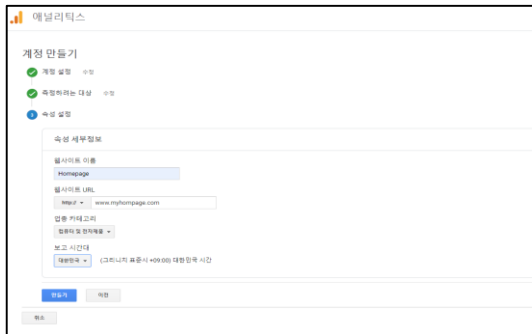 애널리틱스
계정 만들기
계정 설정 수정
측정하려는 대상 수정
3 속성 설정
속성 세부정보
웹사이트 이름
Homepage
웹사이트 URL
http:// www.myhompage.com
업종 카테고리
컴퓨터 및 전자제품
보고 시간대
대한민국 (그리니치 표준시 +09:00) 대한민국 시간
만들기 이전
취소